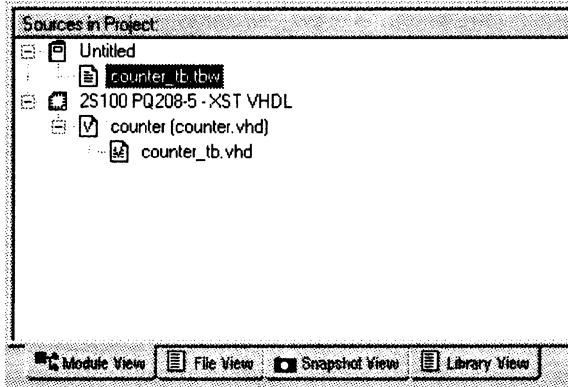 Sources in Project:
Untitled
counter_tb.tbw
2S100 PQ208-5 - XST VHDL
counter (counter.vhd)
counter_tb.vhd
Module View File View Snapshot View Library View